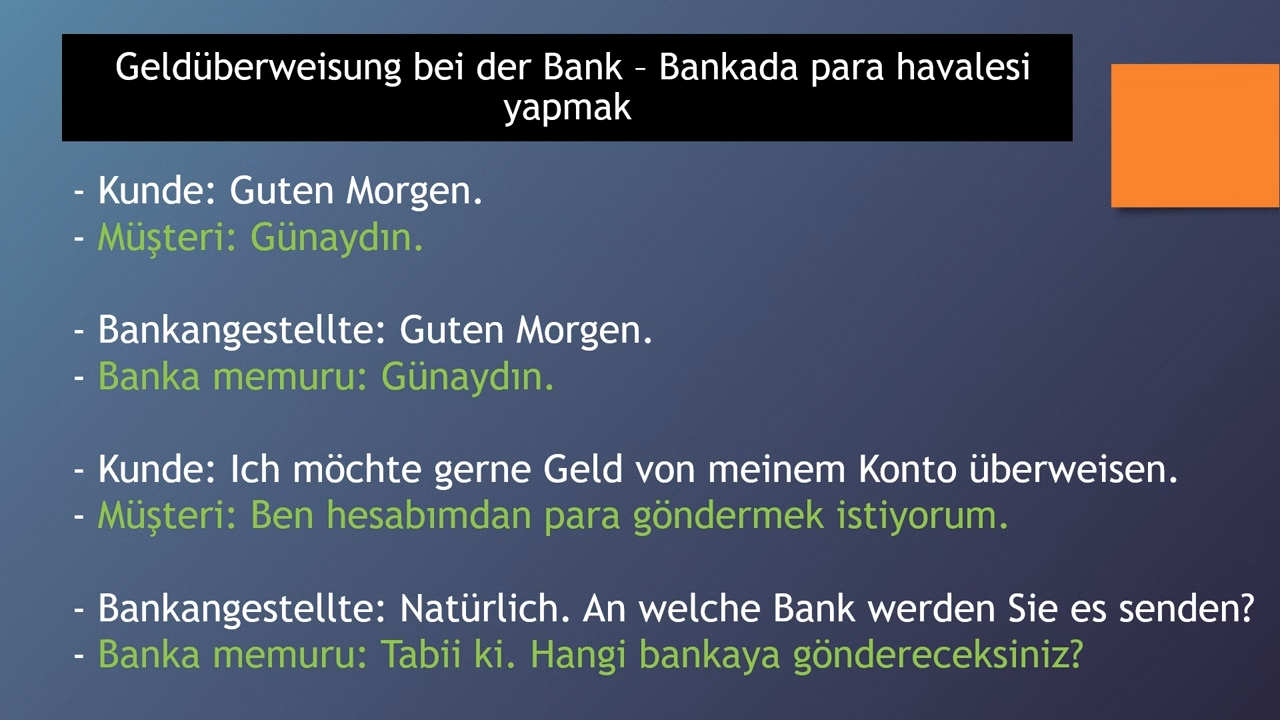 Geldüberweisung bei der Bank – Bankada para havalesi
yapmak
- Kunde: Guten Morgen.
- Müşteri: Günaydın.
- Bankangestellte: Guten Morgen.
- Banka memuru: Günaydın.
- Kunde: Ich möchte gerne Geld von meinem Konto überweisen.
- Müşteri: Ben hesabımdan para göndermek istiyorum.
- Bankangestellte: Natürlich. An welche Bank werden Sie es senden?
- Banka memuru: Tabii ki. Hangi bankaya göndereceksiniz?